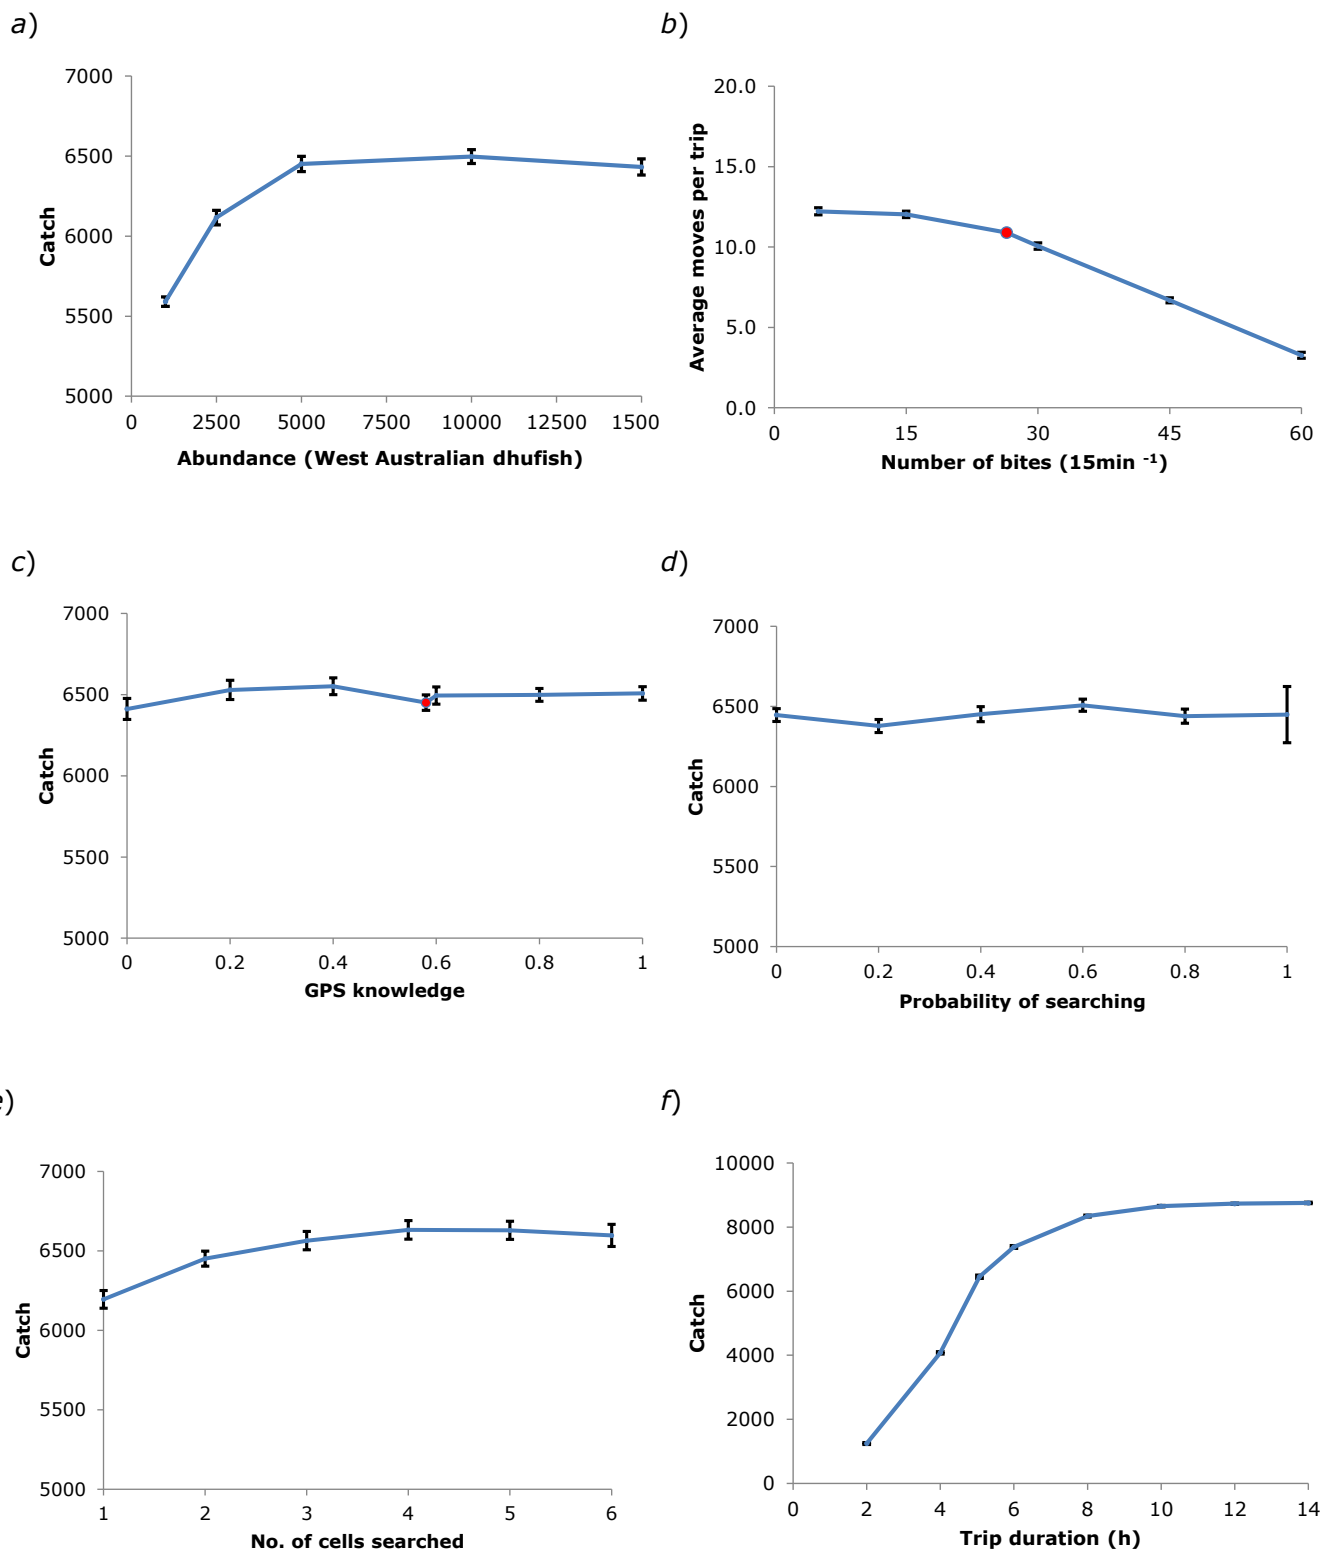 a)
7000
6500
6000
5500
5000
Catch
0 2500 5000 7500 10000 12500 1500
Abundance (West Australian dhufish)
b)
20.0
15.0
10.0
5.0
0.0
Average moves per trip
0 15 30 45 60
Number of bites (15min -1)
c)
7000
6500
6000
5500
5000
Catch
0 0.2 0.4 0.6 0.8 1
GPS knowledge
d)
7000
6500
6000
5500
5000
Catch
0 0.2 0.4 0.6 0.8 1
Probability of searching
e)
7000
6500
6000
5500
5000
Catch
1 2 3 4 5 6
No. of cells searched
f)
10000
8000
6000
4000
2000
0
Catch
0 2 4 6 8 10 12 14
Trip duration (h)